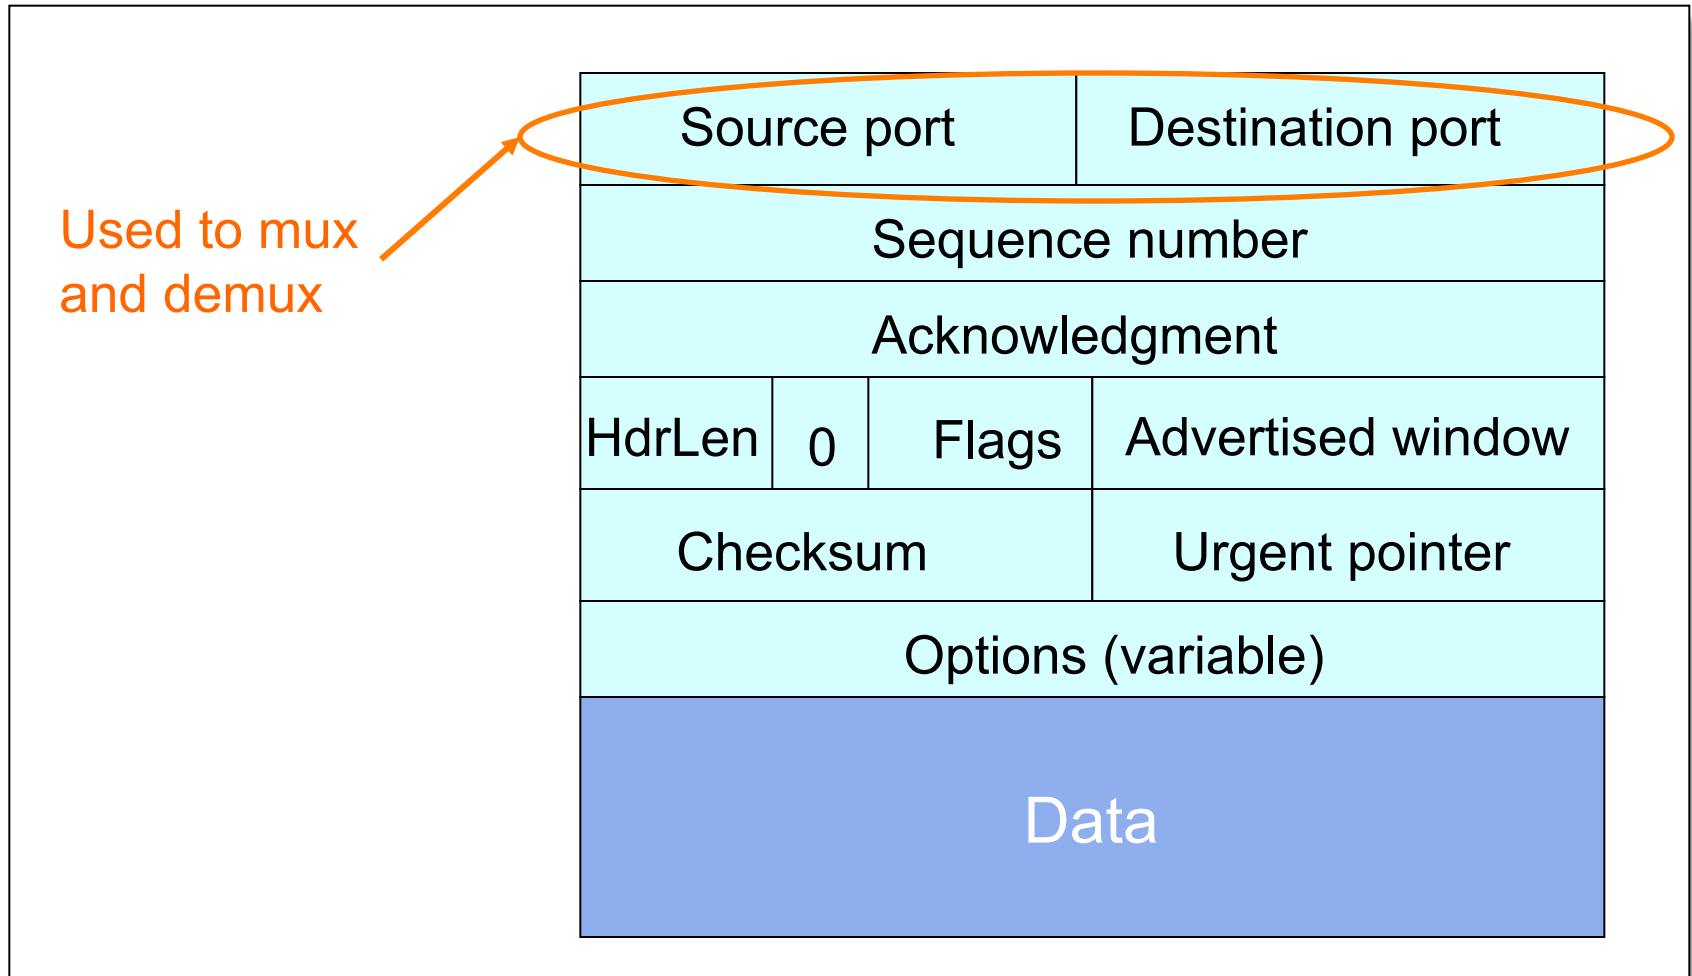 Source port
Destination port
Used to mux
and demux
Sequence number
Acknowledgment
HdrLen
0
Flags
Advertised window
Checksum
Urgent pointer
Options (variable)
Data